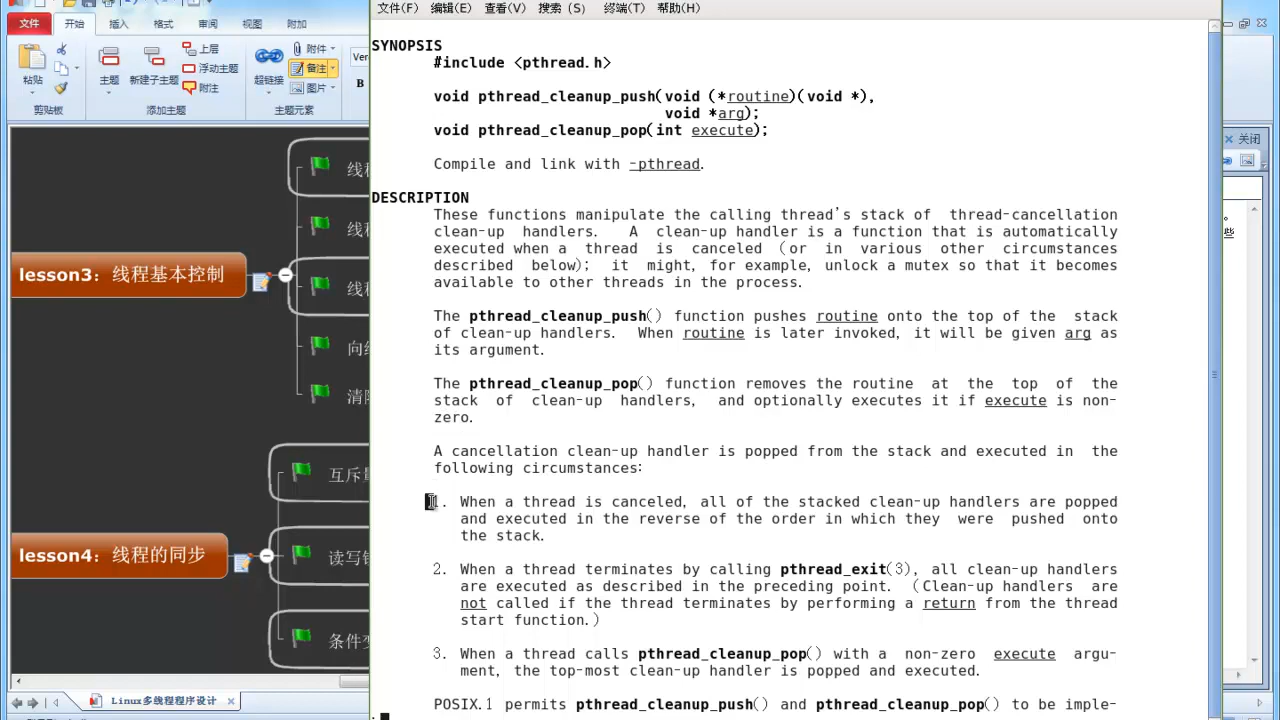 文件(F) 编辑(E) 查看(V) 搜索 (S) 终端(T) 帮助(H)
文件 开始 插入 格式 审阅 视图 附加
粘贴
剪贴板
主题 新建子主题
上层
浮动主题
附注
添加主题
超链接
附件
备注
图片
主题元素
B
关闭
些
SYNOPSIS
#include <pthread.h>
void pthread_cleanup_push(void (*routine)(void *),
void *arg);
void pthread_cleanup_pop(int execute);
Compile and link with -pthread.
DESCRIPTION
These functions manipulate the calling thread's stack of thread-cancellation
clean-up handlers. A clean-up handler is a function that is automatically
executed when a thread is canceled (or in various other circumstances
described below); it might, for example, unlock a mutex so that it becomes
available to other threads in the process.
The pthread_cleanup_push() function pushes routine onto the top of the stack
of clean-up handlers. When routine is later invoked, it will be given arg as
its argument.
The pthread_cleanup_pop() function removes the routine at the top of the
stack of clean-up handlers, and optionally executes it if execute is non-
zero.
A cancellation clean-up handler is popped from the stack and executed in the
following circumstances:
1. When a thread is canceled, all of the stacked clean-up handlers are popped
and executed in the reverse of the order in which they were pushed onto
the stack.
2. When a thread terminates by calling pthread_exit(3), all clean-up handlers
are executed as described in the preceding point. (Clean-up handlers are
not called if the thread terminates by performing a return from the thread
start function.)
3. When a thread calls pthread_cleanup_pop() with a non-zero execute argu-
ment, the top-most clean-up handler is popped and executed.
POSIX.1 permits pthread_cleanup_push() and pthread_cleanup_pop() to be imple-
:
lesson3：线程基本控制
线
线
线
向
清
lesson4：线程的同步
互斥
读写
条件
Linux多线程程序设计